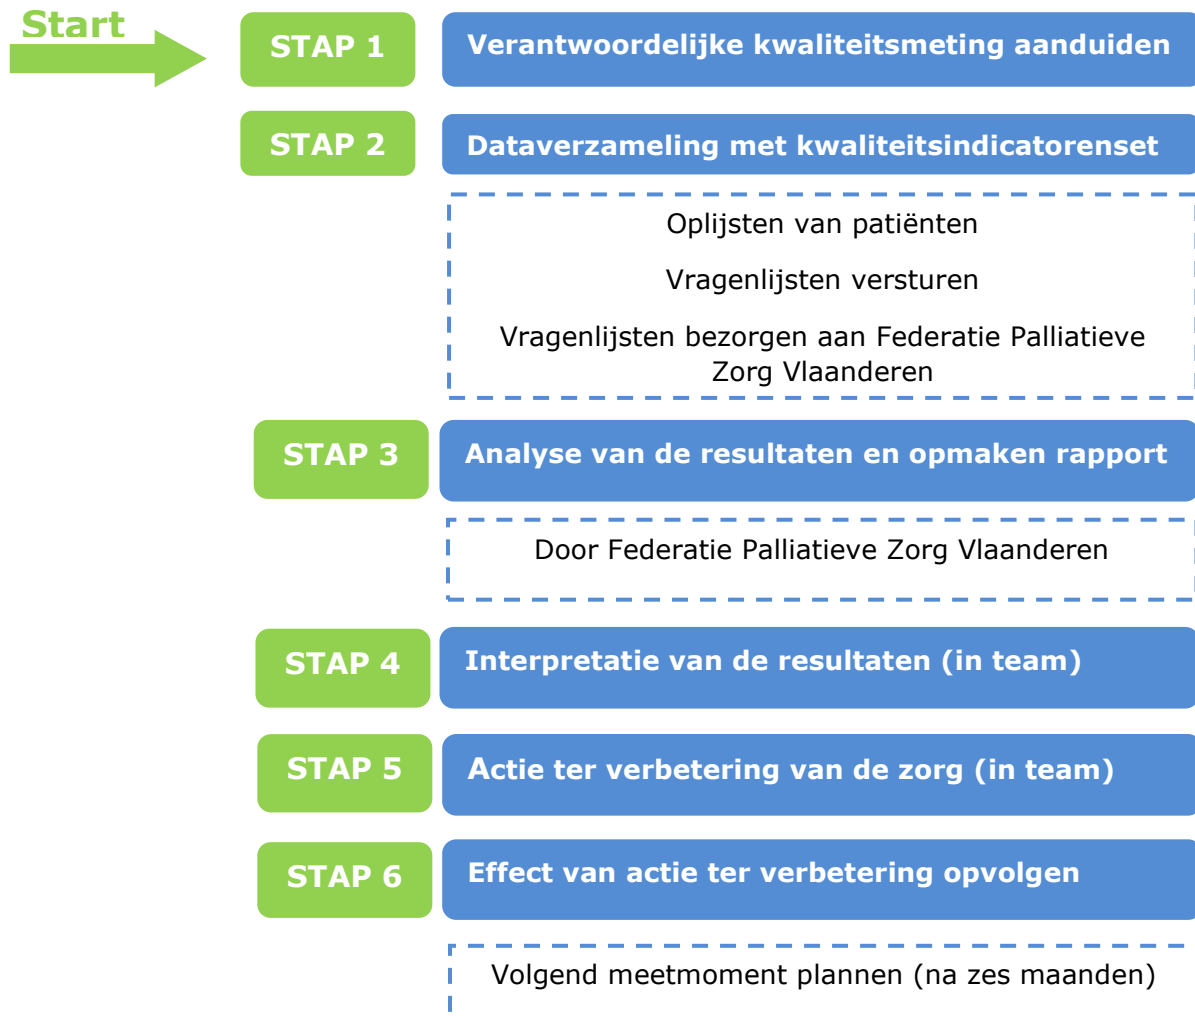 Start
STAP 1
Verantwoordelijke kwaliteitsmeting aanduiden
STAP 2
Dataverzameling met kwaliteitsindicatorenset
Oplijsten van patiënten
Vragenlijsten versturen
Vragenlijsten bezorgen aan Federatie Palliatieve
Zorg Vlaanderen
STAP 3
Analyse van de resultaten en opmaken rapport
Door Federatie Palliatieve Zorg Vlaanderen
STAP 4
Interpretatie van de resultaten (in team)
STAP 5
Actie ter verbetering van de zorg (in team)
STAP 6
Effect van actie ter verbetering opvolgen
Volgend meetmoment plannen (na zes maanden)